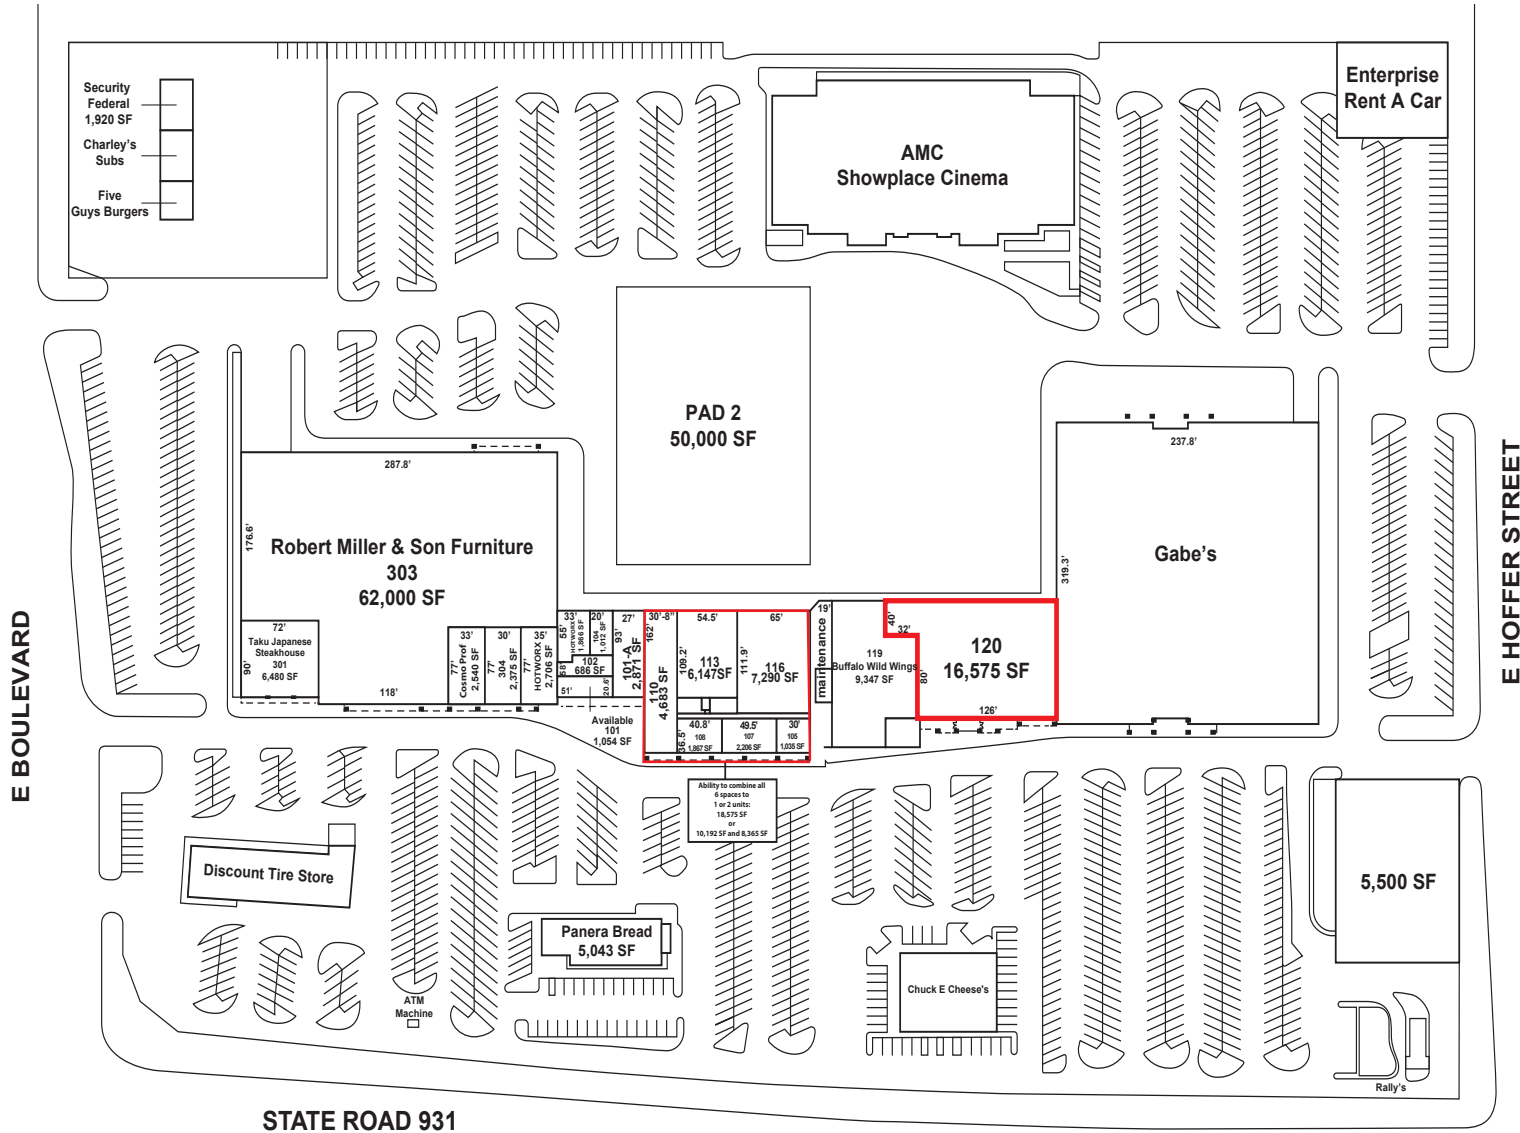 Security
Federal
1,920 SF
Charley's
Subs
Five
Guys Burgers
AMC
Showplace Cinema
Enterprise
Rent A Car
PAD 2
50,000 SF
287.8'
176.6'
Robert Miller & Son Furniture
303
62,000 SF
72'
Taku Japanese
Steakhouse
301
6,480 SF
90'
118'
33'
77'
Cosmo Prof
2,540 SF
30'
77'
304
2,375 SF
35'
77'
HOTWORX
2,706 SF
33'
55'
HOTWORX
1,866 SF
20'
104
1,012 SF
58'
102
686 SF
51'
20.6'
27'
93'
101-A
2,871 SF
Available
101
1,054 SF
30'-8"
162'
110
4,683 SF
54.5'
109.2'
113
6,147SF
65'
111.9'
116
7,290 SF
40.8'
36.5'
108
1,867 SF
49.5'
107
2,206 SF
30'
105
1,035 SF
Ability to combine all
6 spaces to
1 or 2 units:
18,575 SF
or
10,192 SF and 8,365 SF
19'
maintenance
119
Buffalo Wild Wings
9,347 SF
40'
32'
80'
120
16,575 SF
126'
237.8'
319.3'
Gabe's
E BOULEVARD
E HOFFER STREET
Discount Tire Store
Panera Bread
5,043 SF
ATM
Machine
Chuck E Cheese's
5,500 SF
Rally's
STATE ROAD 931